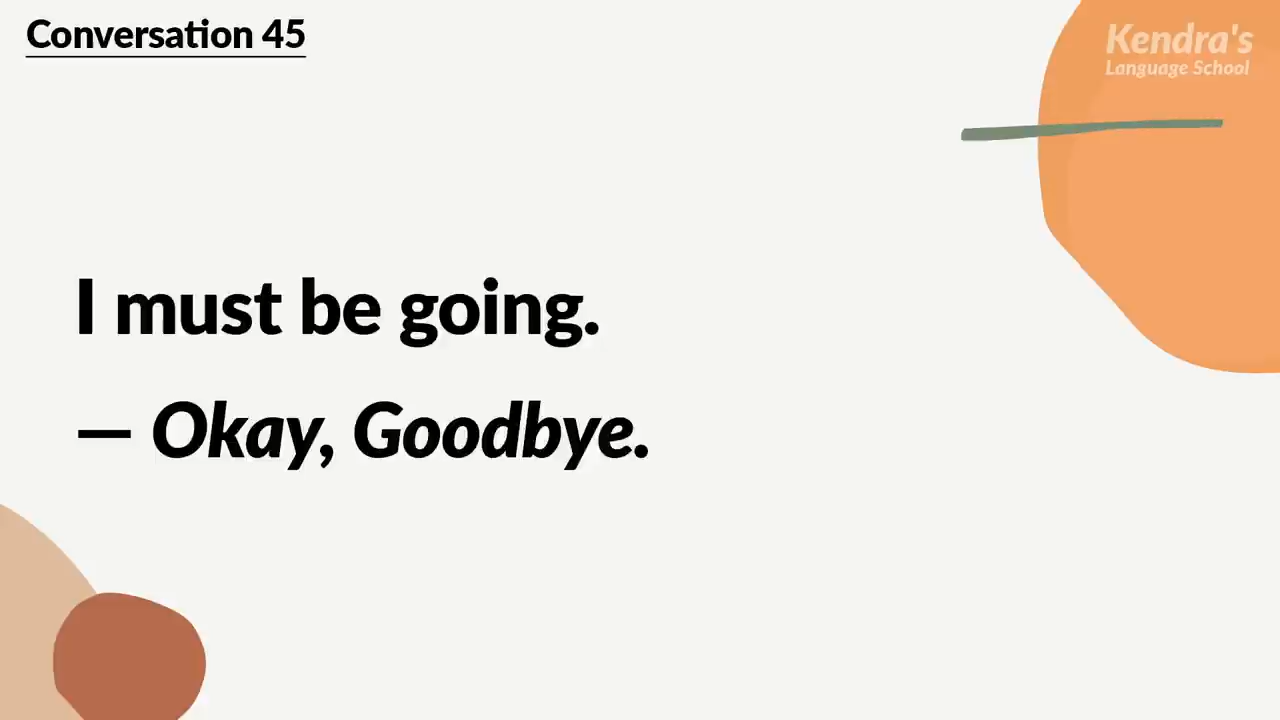 Conversation 45
Kendra's
Language School
I must be going.
— Okay, Goodbye.